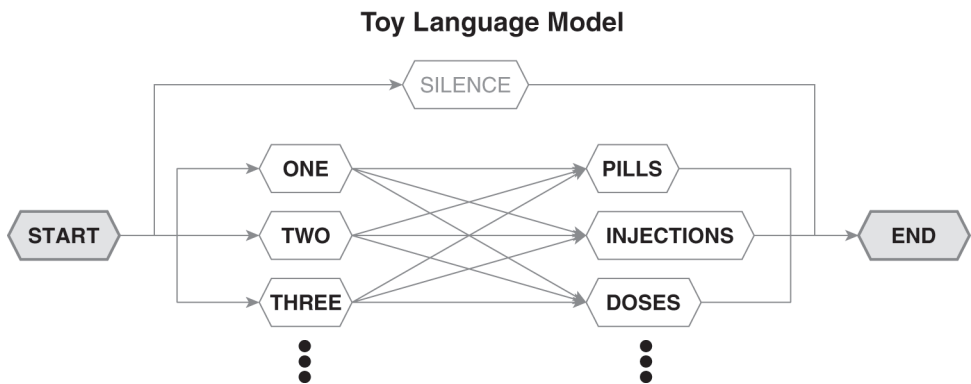 Toy Language Model
SILENCE
ONE PILLS
START TWO INJECTIONS END
THREE DOSES